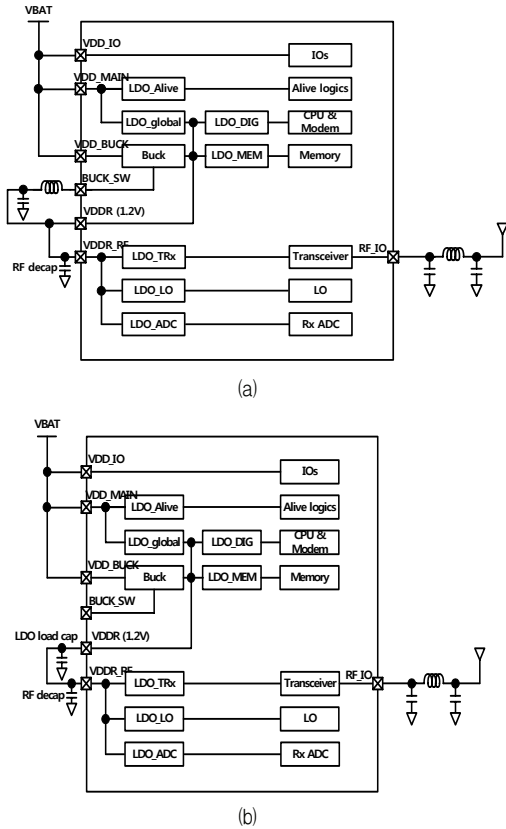 VBAT
VDD_IO
IOs
VDD_MAIN
LDO_Alive
Alive logics
LDO_global
LDO_DIG
CPU &
Modem
VDD_BUCK
Buck
LDO_MEM
Memory
BUCK_SW
VDDR (1.2V)
VDDR_RF
RF decap
LDO_TRx
Transceiver
RF_IO
LDO_LO
LO
LDO_ADC
Rx ADC
(a)
VBAT
VDD_IO
IOs
VDD_MAIN
LDO_Alive
Alive logics
LDO_global
LDO_DIG
CPU &
Modem
VDD_BUCK
Buck
LDO_MEM
Memory
BUCK_SW
LDO load cap
VDDR (1.2V)
VDDR_RF
RF decap
LDO_TRx
Transceiver
RF_IO
LDO_LO
LO
LDO_ADC
Rx ADC
(b)